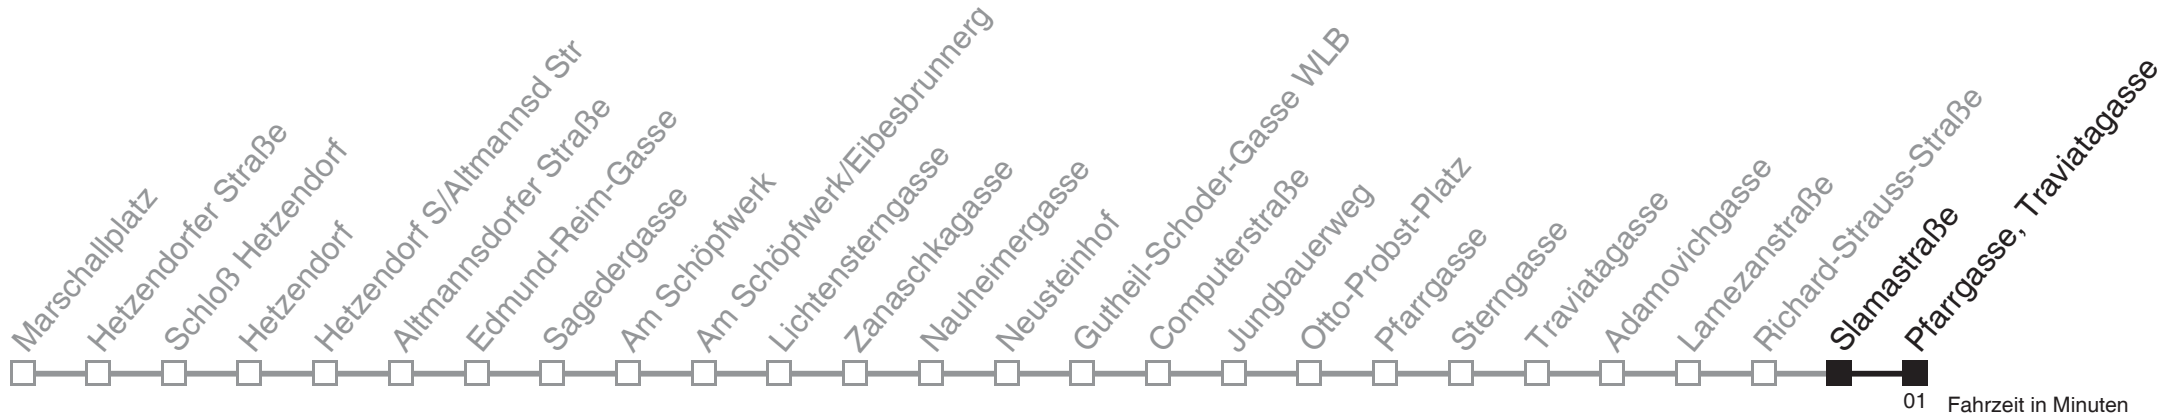 Marschallplatz
Hetzendorfer Straße
Schloß Hetzendorf
Hetzendorf
Hetzendorf S/Altmannsd Str
Altmannsdorfer Straße
Edmund-Reim-Gasse
Sagedergasse
Am Schöpfwerk
Am Schöpfwerk/Eibesbrunnerg
Lichtensterngasse
Zanaschkagasse
Nauheimergasse
Neusteinhof
Gutheil-Schoder-Gasse WLB
Computerstraße
Jungbauerweg
Otto-Probst-Platz
Pfarrgasse
Sterngasse
Traviatagasse
Adamovichgasse
Lamezanstraße
Richard-Strauss-Straße
Slamastraße
Pfarrgasse, Traviatagasse
01 Fahrzeit in Minuten